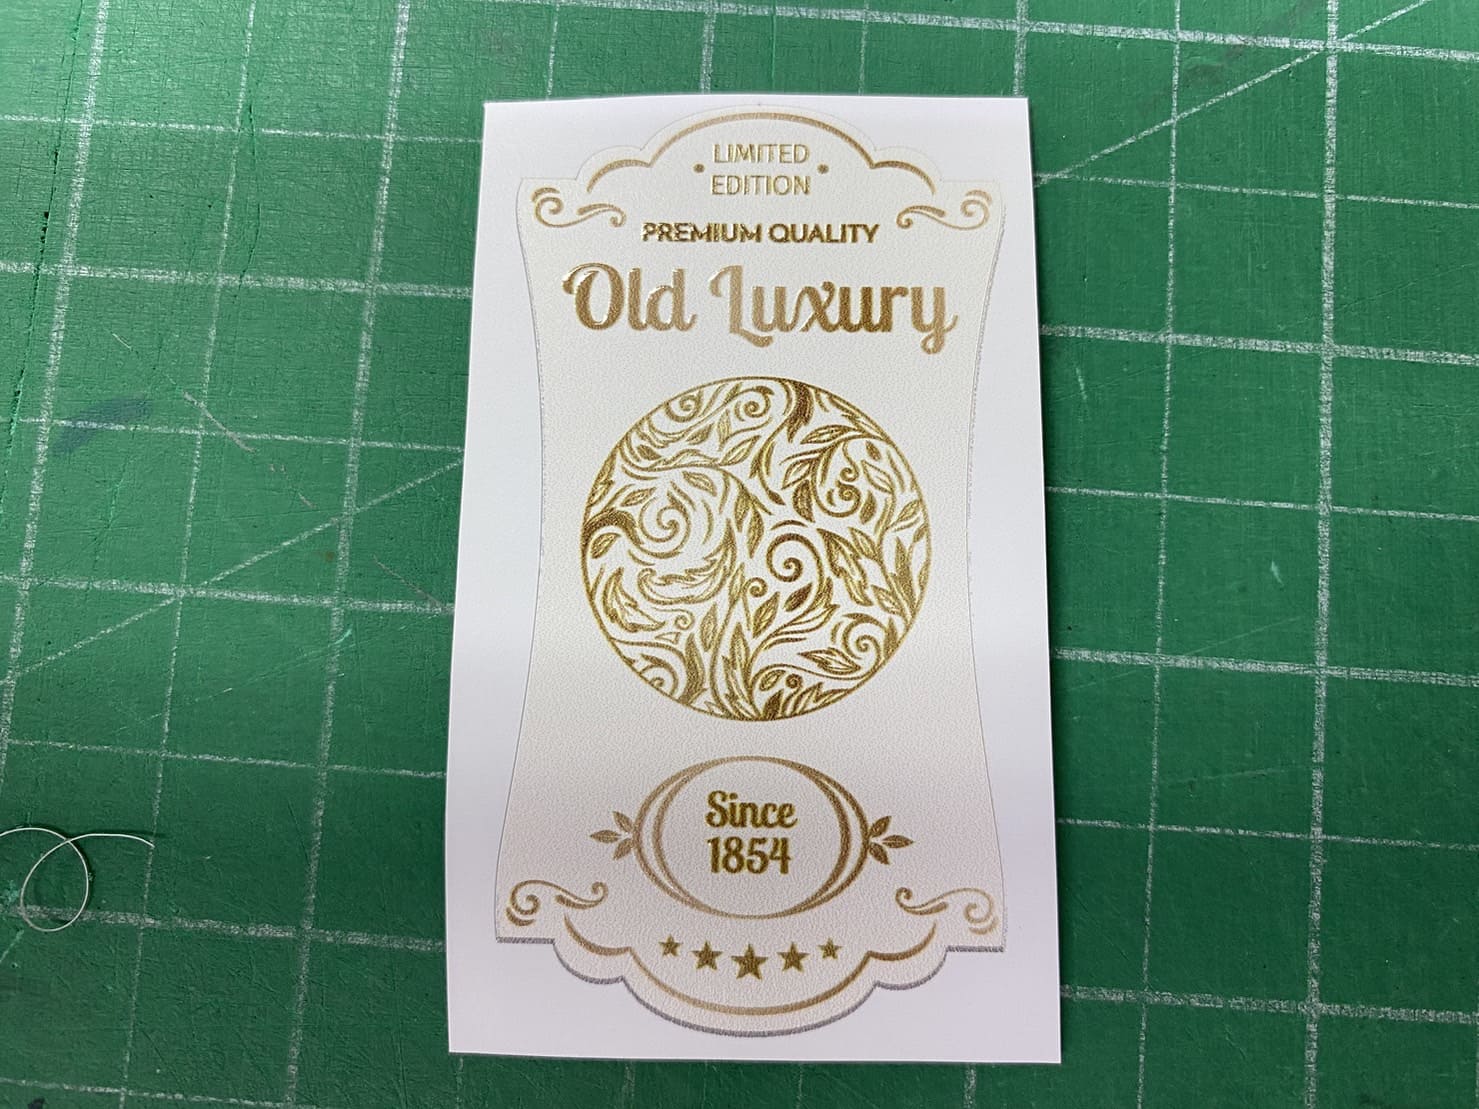 LIMITED
EDITION
PREMIUM QUALITY
Old Luxury
Since
1854